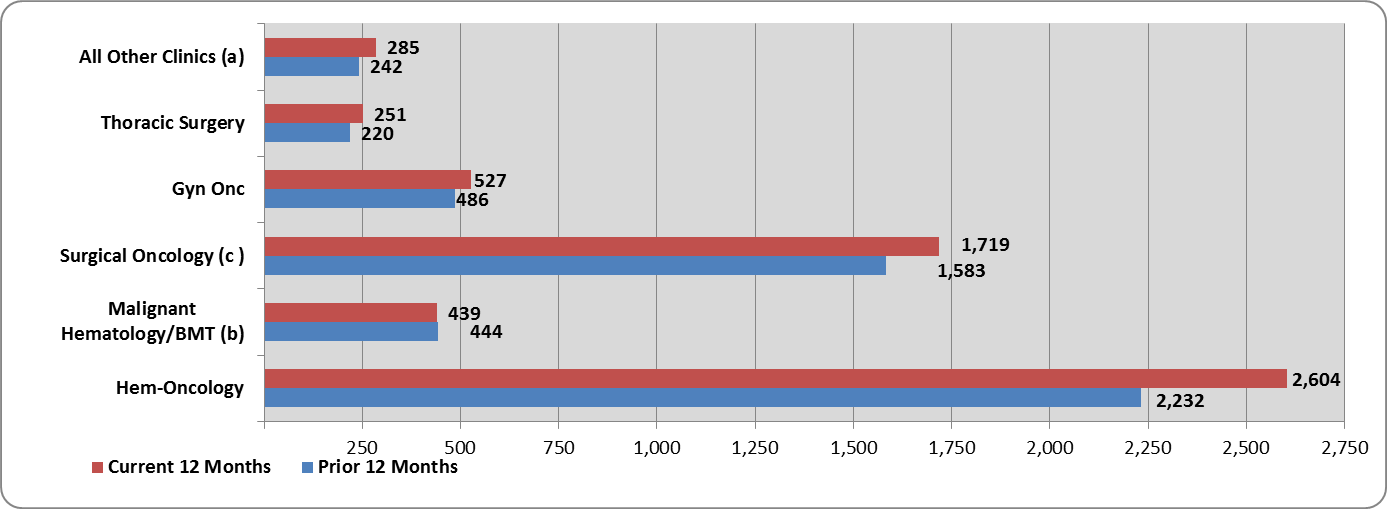 All Other Clinics (a)
285
242
Thoracic Surgery
251
220
Gyn Onc
527
486
Surgical Oncology (c )
1,719
1,583
Malignant
Hematology/BMT (b)
439
444
Hem-Oncology
2,604
2,232
250 500 750 1,000 1,250 1,500 1,750 2,000 2,250 2,500 2,750
Current 12 Months Prior 12 Months